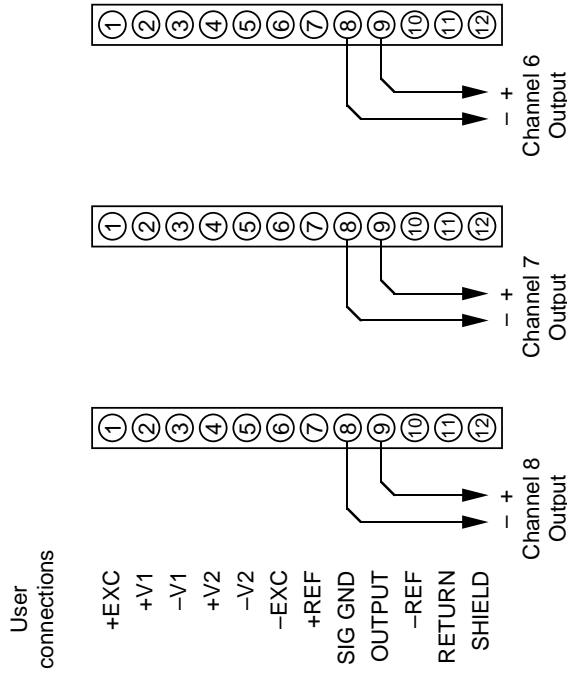 User
connections
+EXC 1 1 1
+V1 2 2 2
–V1 3 3 3
+V2 4 4 4
–V2 5 5 5
–EXC 6 6 6
+REF 7 7 7
SIG GND 8 8 8
OUTPUT 9 9 9
–REF 10 10 10
RETURN 11 11 11
SHIELD 12 12 12
– + – + – +
Channel 8 Channel 7 Channel 6
Output Output Output